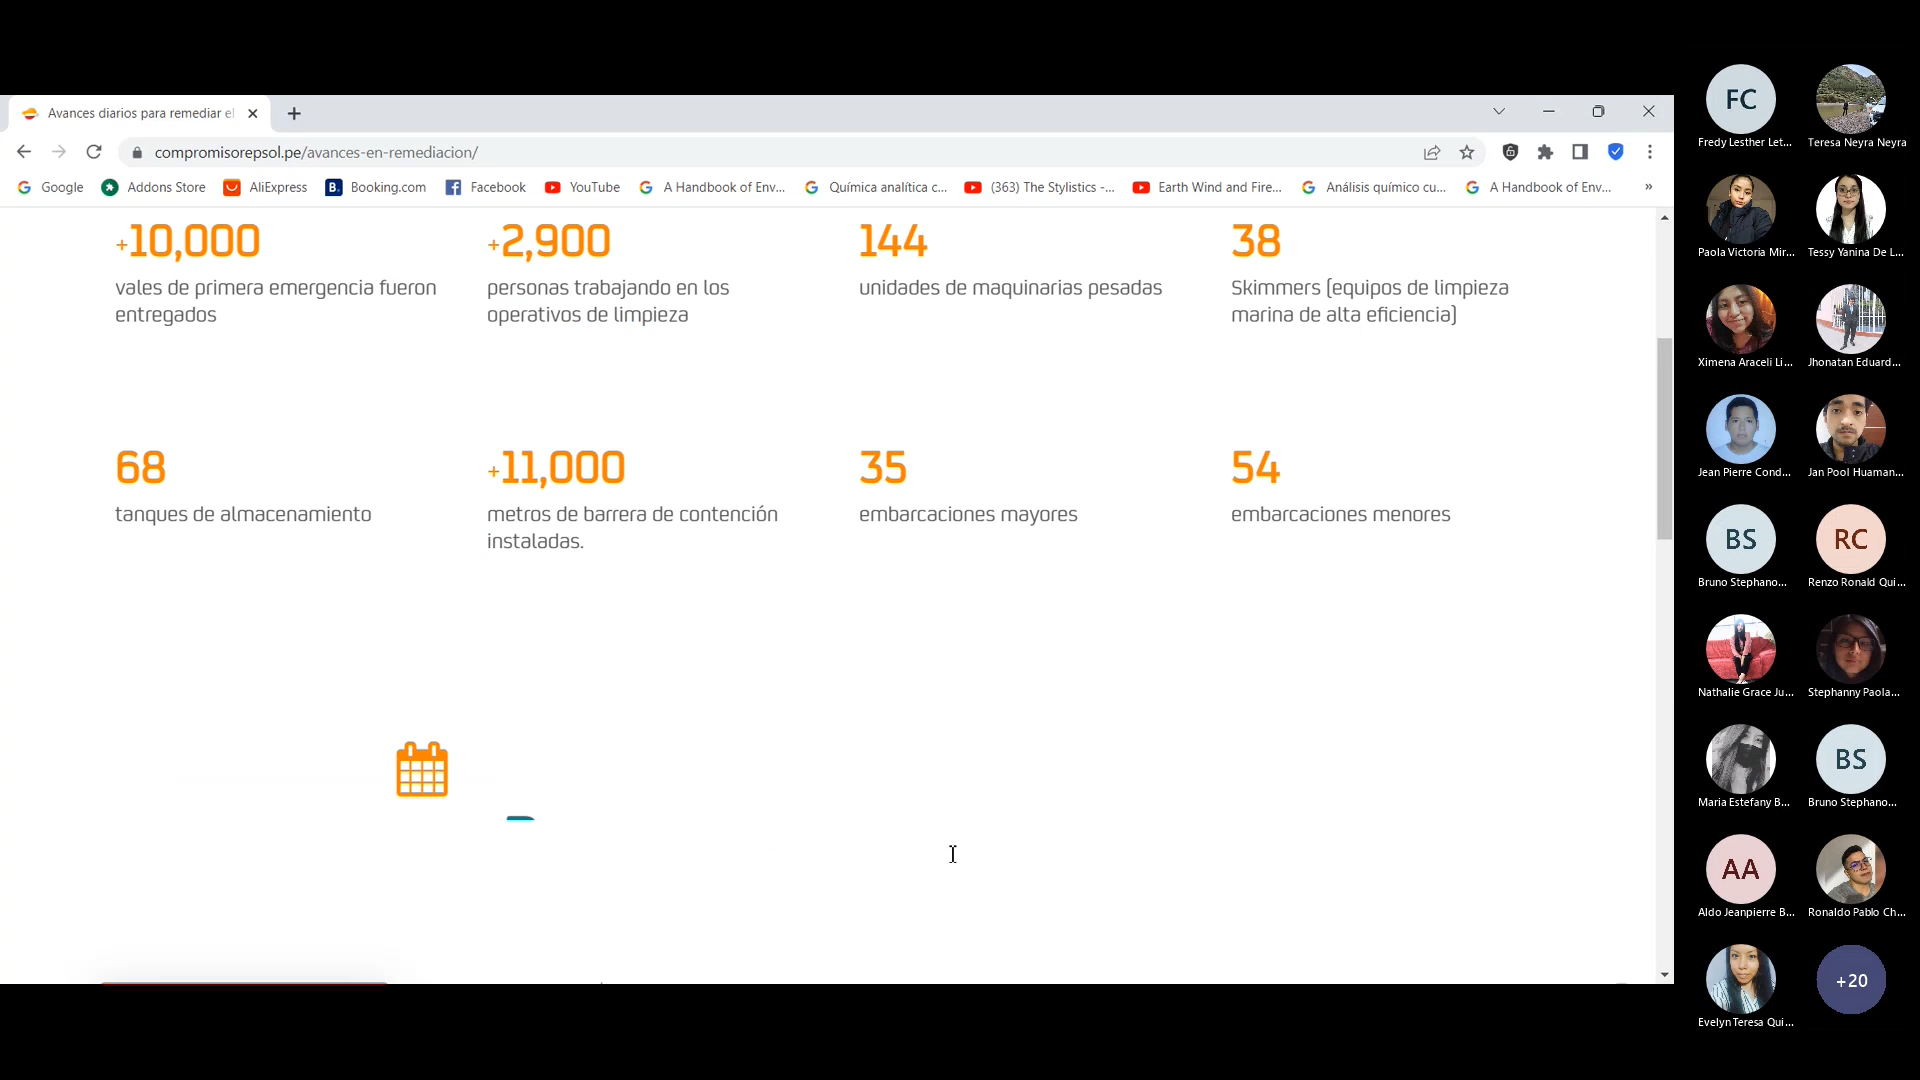 Avances diarios para remediar el
compromisorepsol.pe/avances-en-remediacion/
Google Addons Store AliExpress B. Booking.com Facebook YouTube A Handbook of Env... Química analítica c... (363) The Stylistics -... Earth Wind and Fire... Análisis químico cu... A Handbook of Env... »
+10,000
vales de primera emergencia fueron
entregados
+2,900
personas trabajando en los
operativos de limpieza
144
unidades de maquinarias pesadas
38
Skimmers (equipos de limpieza
marina de alta eficiencia)
68
tanques de almacenamiento
+11,000
metros de barrera de contención
instaladas.
35
embarcaciones mayores
54
embarcaciones menores
FC
Fredy Lesther Let...
Teresa Neyra Neyra
Paola Victoria Mir...
Tessy Yanina De L...
Ximena Araceli Li...
Jhonatan Eduard...
Jean Pierre Cond...
Jan Pool Huaman...
BS
Bruno Stephano...
RC
Renzo Ronald Qui...
Nathalie Grace Ju...
Stephanny Paola...
Maria Estefany B...
BS
Bruno Stephano...
AA
Aldo Jeanpierre B...
Ronaldo Pablo Ch...
Evelyn Teresa Qui...
+20